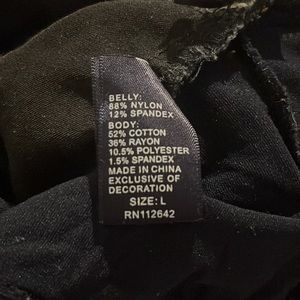 BELLY:
88% NYLON
12% SPANDEX
BODY:
52% COTTON
36% RAYON
10.5% POLYESTER
1.5% SPANDEX
MADE IN CHINA
EXCLUSIVE OF
DECORATION
SIZE: L
RN112642